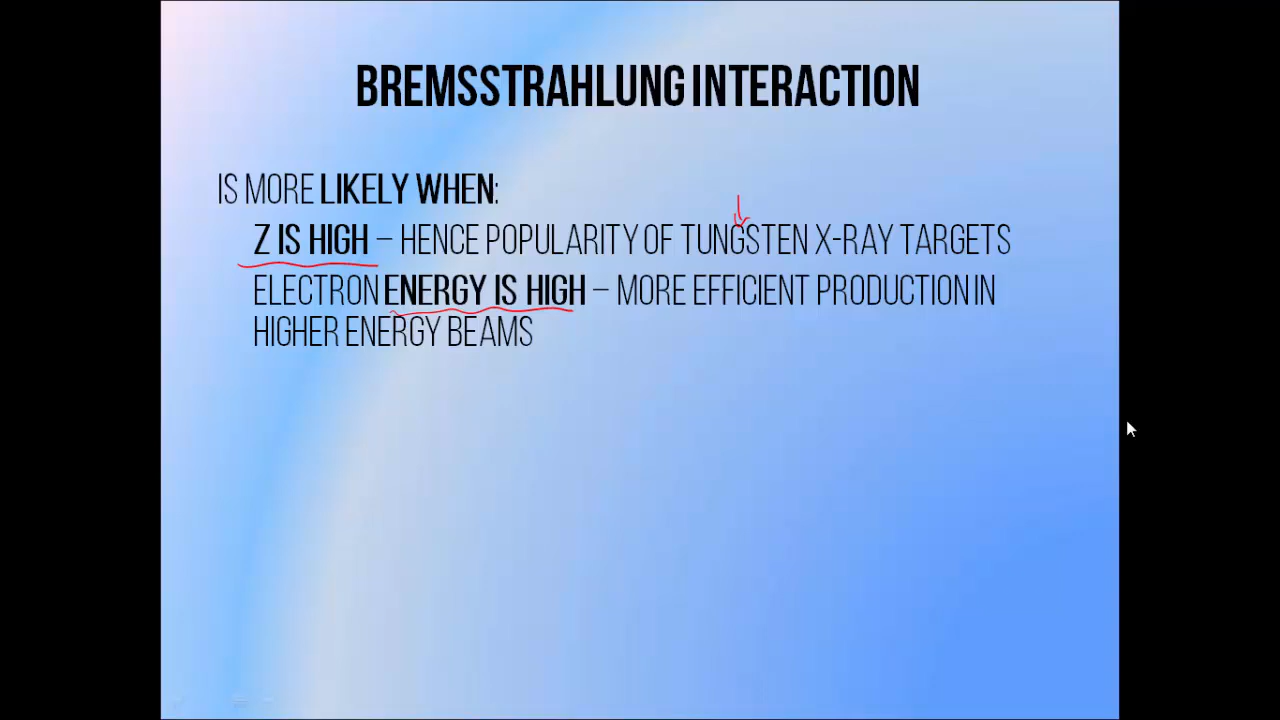 BREMSSTRAHLUNG INTERACTION
IS MORE LIKELY WHEN:
Z IS HIGH – HENCE POPULARITY OF TUNGSTEN X-RAY TARGETS
ELECTRON ENERGY IS HIGH – MORE EFFICIENT PRODUCTION IN
HIGHER ENERGY BEAMS